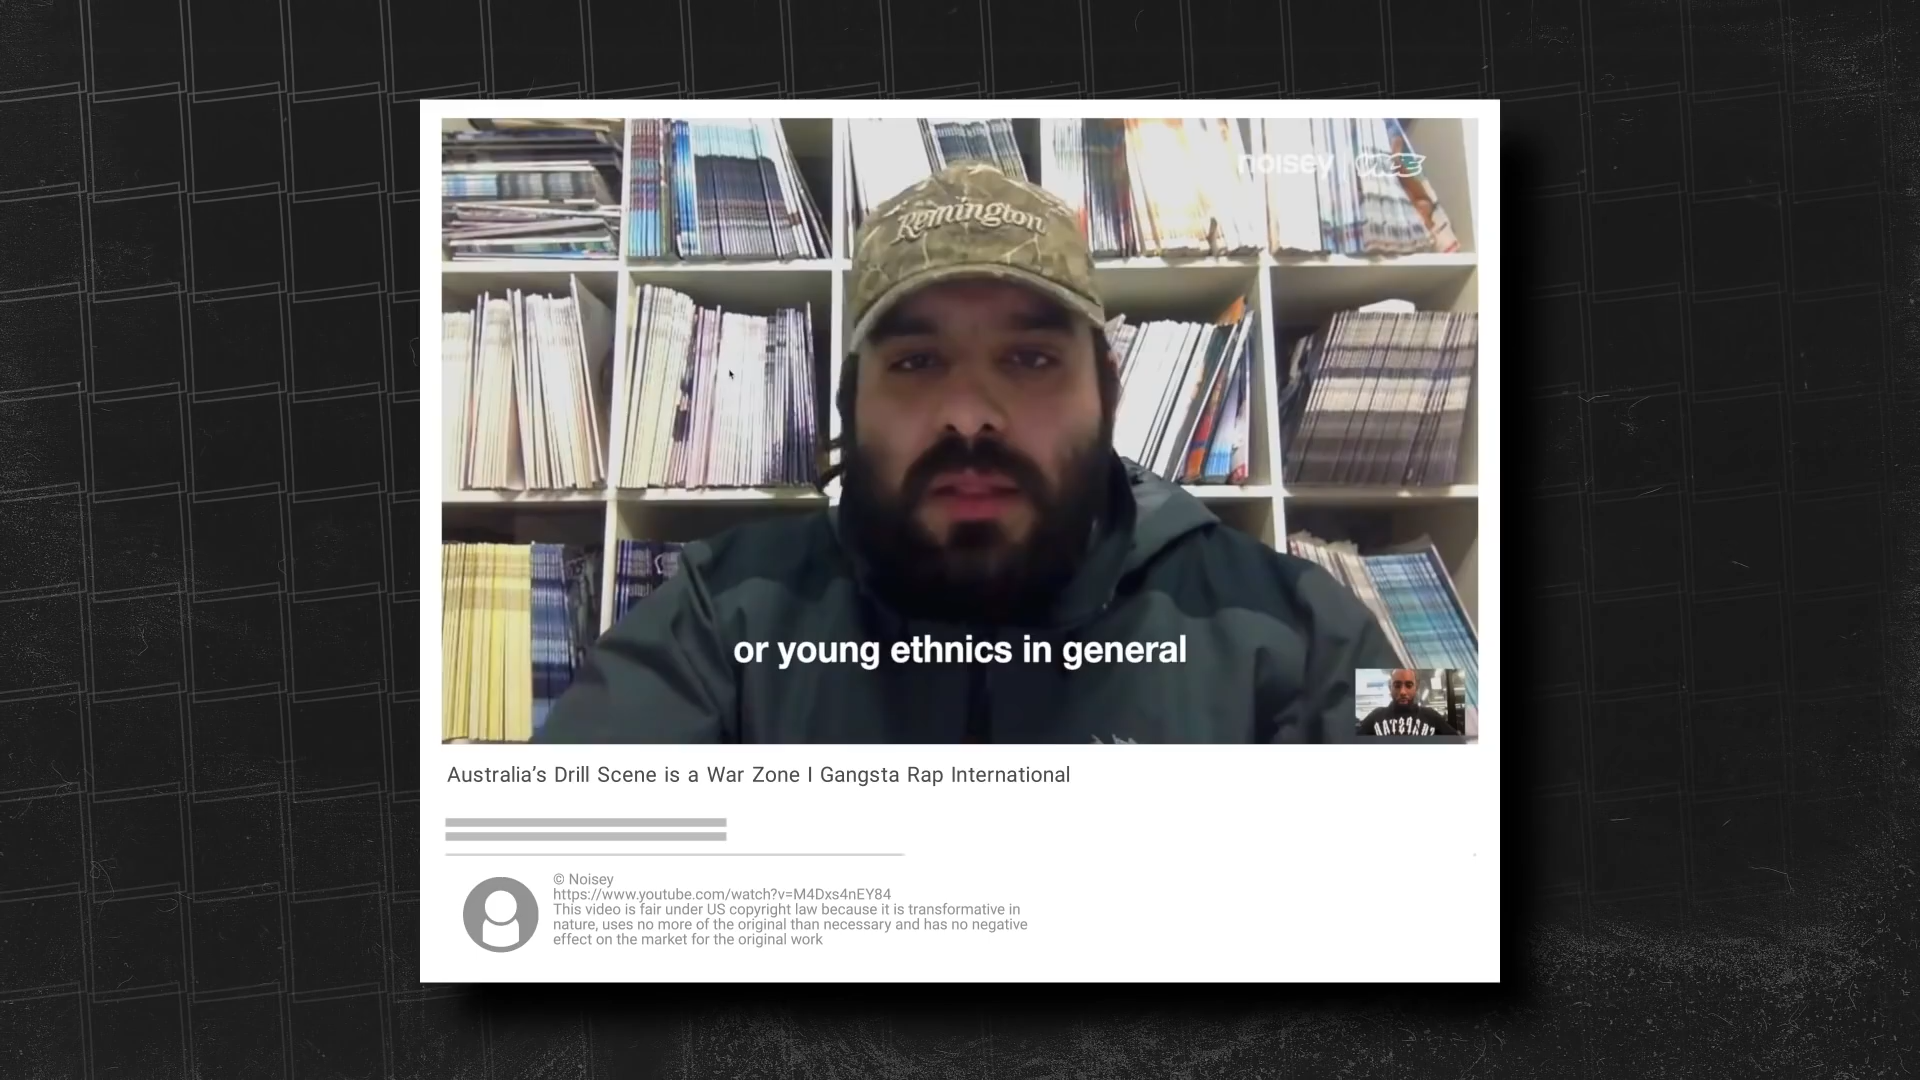 noisey VICE
Remington
or young ethnics in general
TRAPSTAR
Australia’s Drill Scene is a War Zone I Gangsta Rap International
© Noisey
https://www.youtube.com/watch?v=M4Dxs4nEY84
This video is fair under US copyright law because it is transformative in
nature, uses no more of the original than necessary and has no negative
effect on the market for the original work